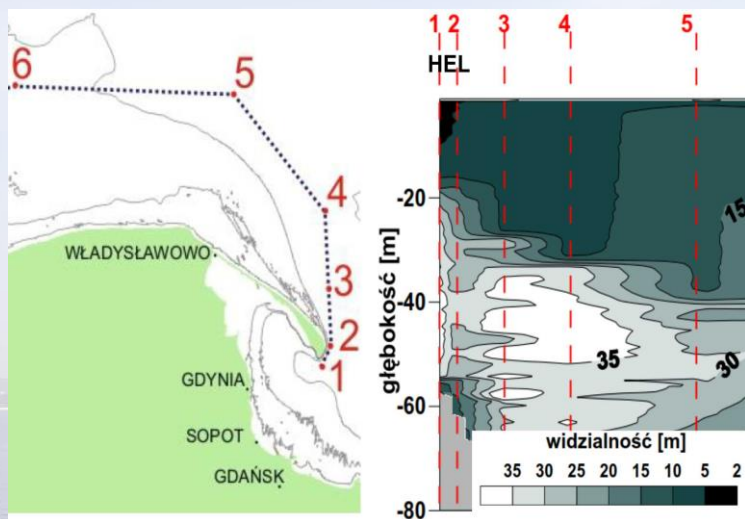 6
5
4
3
2
1
WŁADYSŁAWOWO
GDYNIA
SOPOT
GDAŃSK
1 2 3 4 5
HEL
głębokość [m]
-20
-40
-60
-80
15
35
30
widzialność [m]
35 30 25 20 15 10 5 2